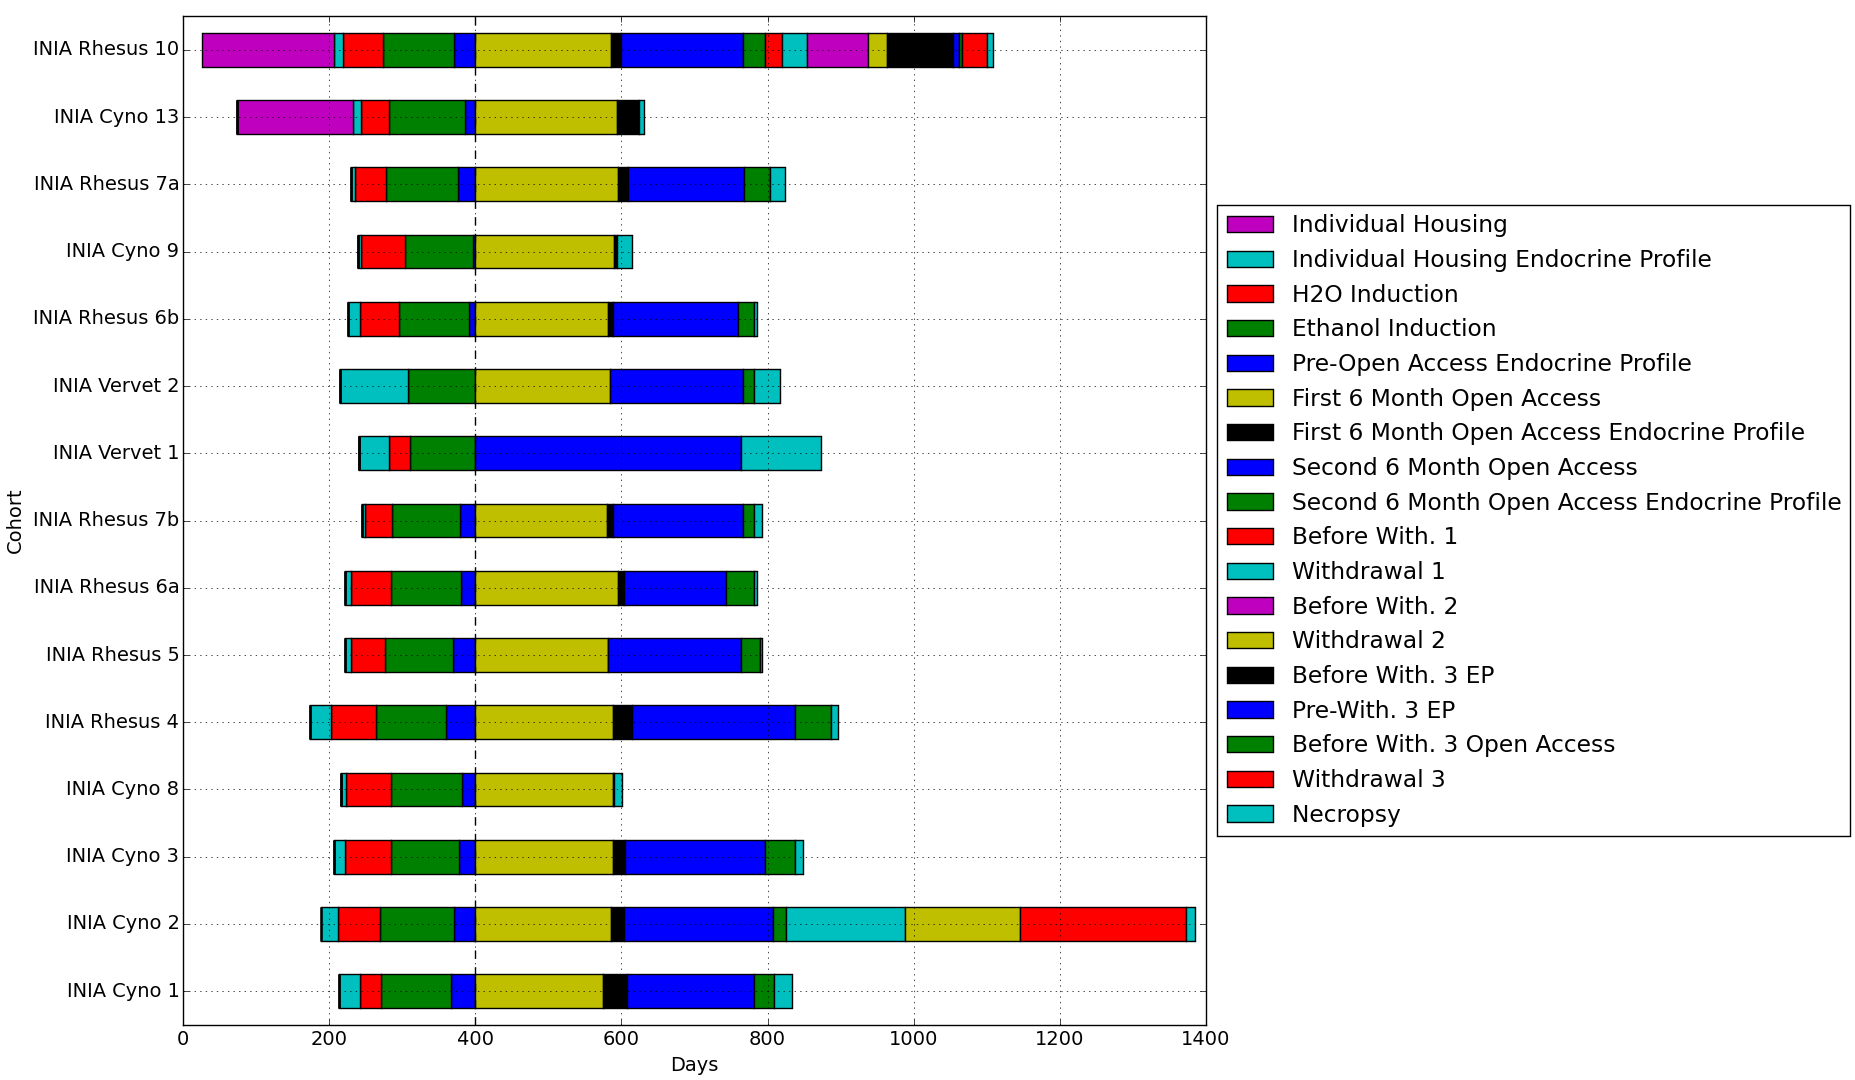 INIA Rhesus 10
INIA Cyno 13
INIA Rhesus 7a
INIA Cyno 9
INIA Rhesus 6b
INIA Vervet 2
INIA Vervet 1
INIA Rhesus 7b
INIA Rhesus 6a
INIA Rhesus 5
INIA Rhesus 4
INIA Cyno 8
INIA Cyno 3
INIA Cyno 2
INIA Cyno 1
Cohort
0 200 400 600 800 1000 1200 1400
Days
Individual Housing
Individual Housing Endocrine Profile
H2O Induction
Ethanol Induction
Pre-Open Access Endocrine Profile
First 6 Month Open Access
First 6 Month Open Access Endocrine Profile
Second 6 Month Open Access
Second 6 Month Open Access Endocrine Profile
Before With. 1
Withdrawal 1
Before With. 2
Withdrawal 2
Before With. 3 EP
Pre-With. 3 EP
Before With. 3 Open Access
Withdrawal 3
Necropsy